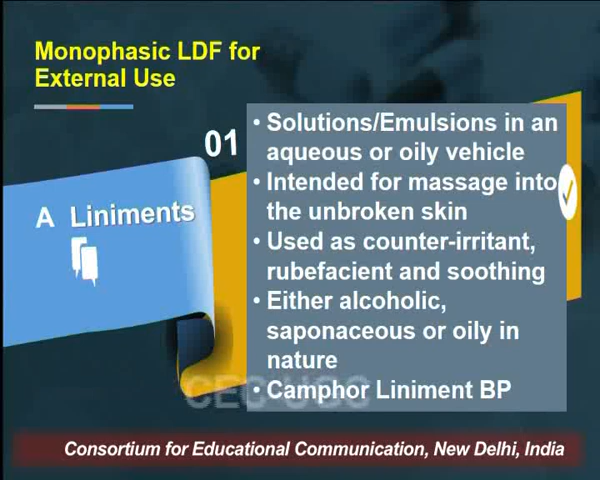 Monophasic LDF for
External Use
01
A Liniments
• Solutions/Emulsions in an
aqueous or oily vehicle
• Intended for massage into
the unbroken skin
• Used as counter-irritant,
rubefacient and soothing
• Either alcoholic,
saponaceous or oily in
nature
• Camphor Liniment BP
CEC UGC
Consortium for Educational Communication, New Delhi, India